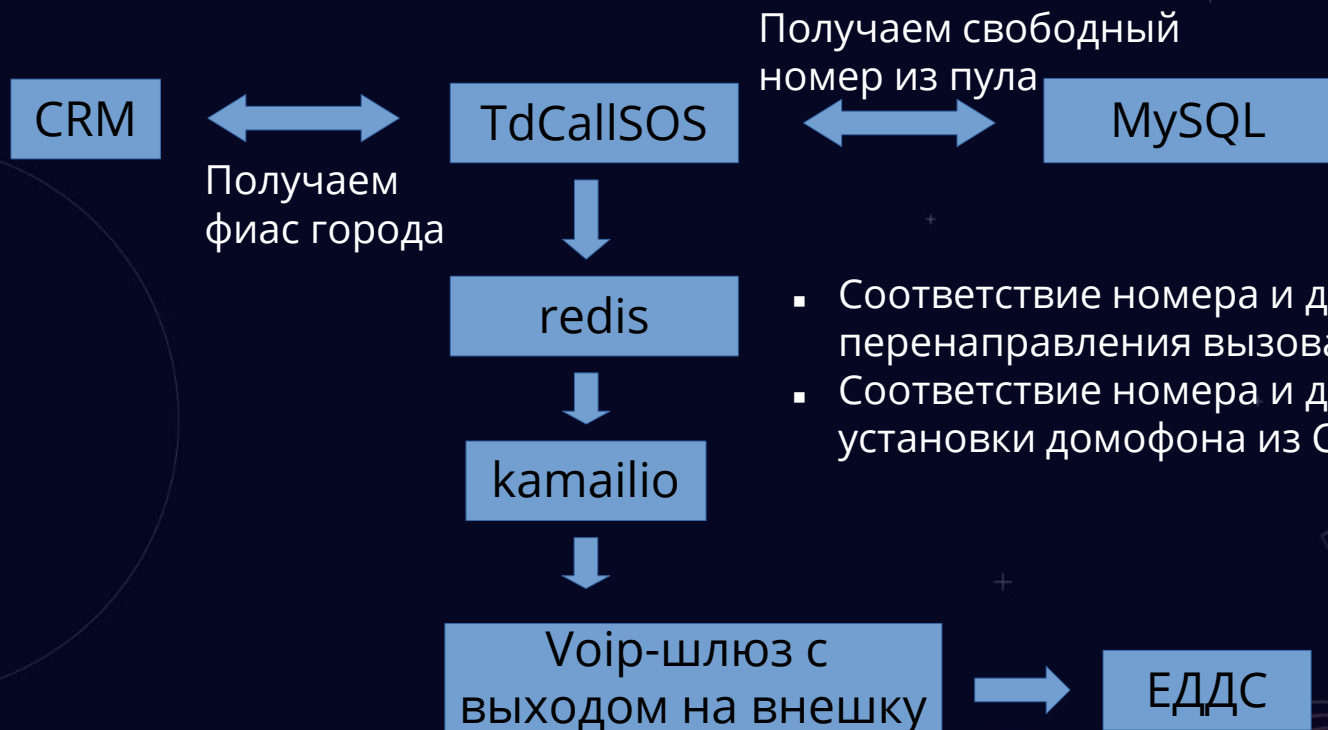 Получаем свободный
номер из пула
CRM
TdCallSOS
MySQL
Получаем
фиас города
redis
Соответствие номера и
перенаправления
Соответствие номера и
установки домофона из
kamailio
Voip-шлюз с
выходом на внешку
ЕДДС